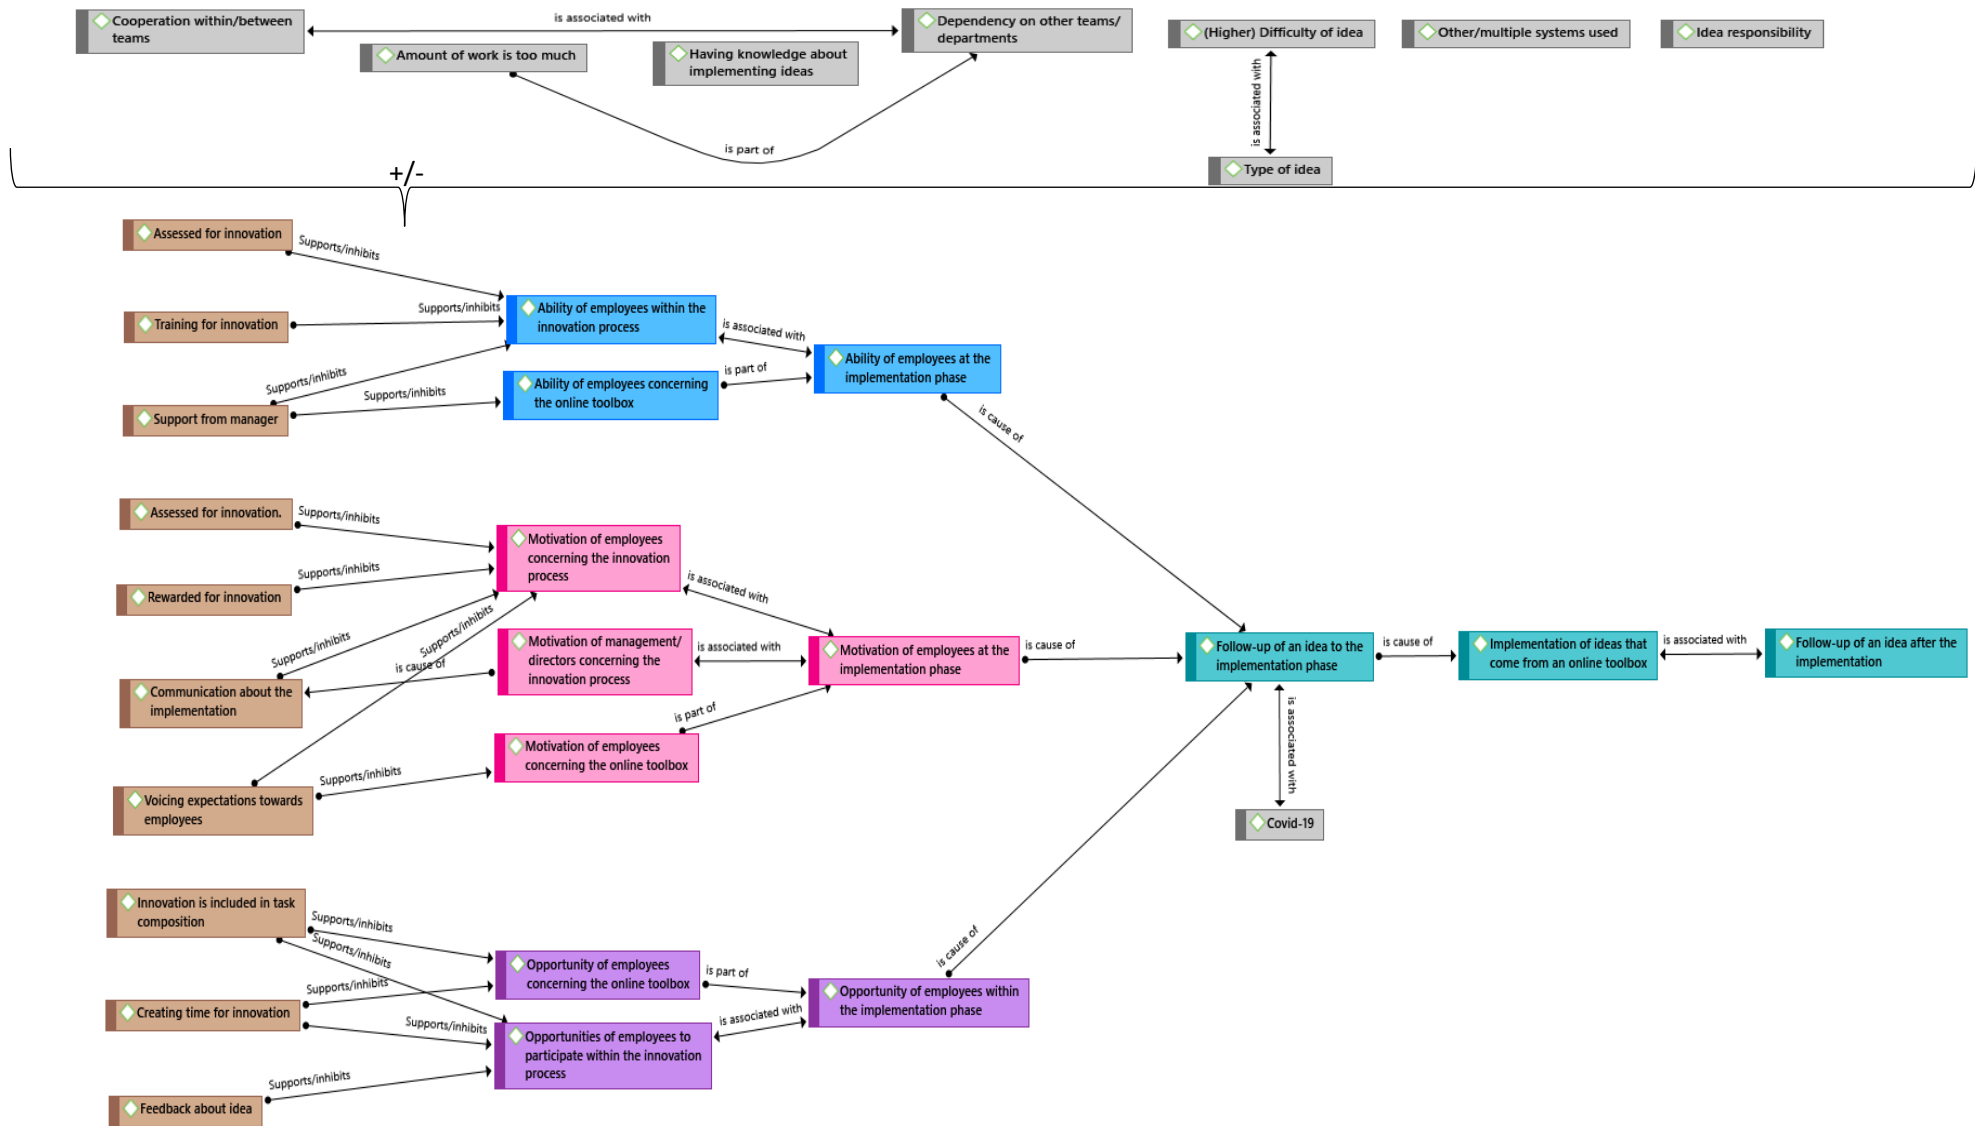 Cooperation within/between
teams
is associated with
Dependency on other teams/
departments
Amount of work is too much
Having knowledge about
implementing ideas
is part of
(Higher) Difficulty of idea
is associated with
Type of idea
Other/multiple systems used
Idea responsibility
+/-
Assessed for innovation
Supports/inhibits
Training for innovation
Supports/inhibits
Support from manager
Supports/inhibits
Supports/inhibits
Ability of employees within the
innovation process
is associated with
Ability of employees concerning
the online toolbox
is part of
Ability of employees at the
implementation phase
is cause of
Assessed for innovation.
Supports/inhibits
Rewarded for innovation
Supports/inhibits
Communication about the
implementation
Supports/inhibits
is cause of
Voicing expectations towards
employees
Supports/inhibits
Supports/inhibits
Motivation of employees
concerning the innovation
process
is associated with
Motivation of management/
directors concerning the
innovation process
is associated with
Motivation of employees
concerning the online toolbox
is part of
Motivation of employees at the
implementation phase
is cause of
Follow-up of an idea to the
implementation phase
is cause of
Implementation of ideas that
come from an online toolbox
is associated with
Follow-up of an idea after the
implementation
is associated with
Covid-19
Innovation is included in task
composition
Supports/inhibits
Supports/inhibits
Creating time for innovation
Supports/inhibits
Supports/inhibits
Feedback about idea
Supports/inhibits
Opportunity of employees
concerning the online toolbox
is part of
Opportunities of employees to
participate within the innovation
process
is associated with
Opportunity of employees within
the implementation phase
is cause of